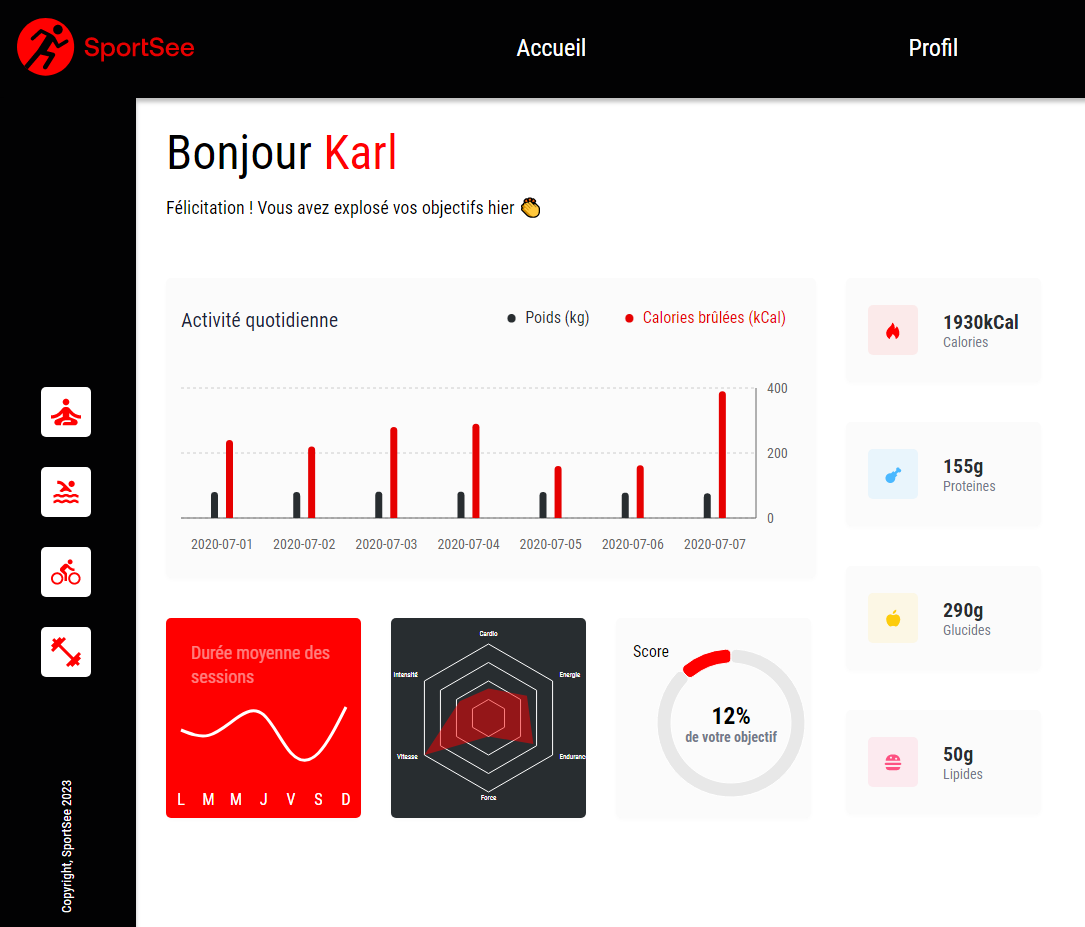 SportSee
Accueil
Profil
Bonjour Karl
Félicitation ! Vous avez explosé vos objectifs hier 👏
Activité quotidienne
Poids (kg)
Calories brûlées (kCal)
400
200
0
2020-07-01 2020-07-02 2020-07-03 2020-07-04 2020-07-05 2020-07-06 2020-07-07
1930kCal
Calories
155g
Proteines
290g
Glucides
50g
Lipides
Durée moyenne des
sessions
L M M J V S D
Cardio
Energie
Enduranc
Force
Vitesse
Intensité
Score
12%
de votre objectif
Copyright, SportSee 2023